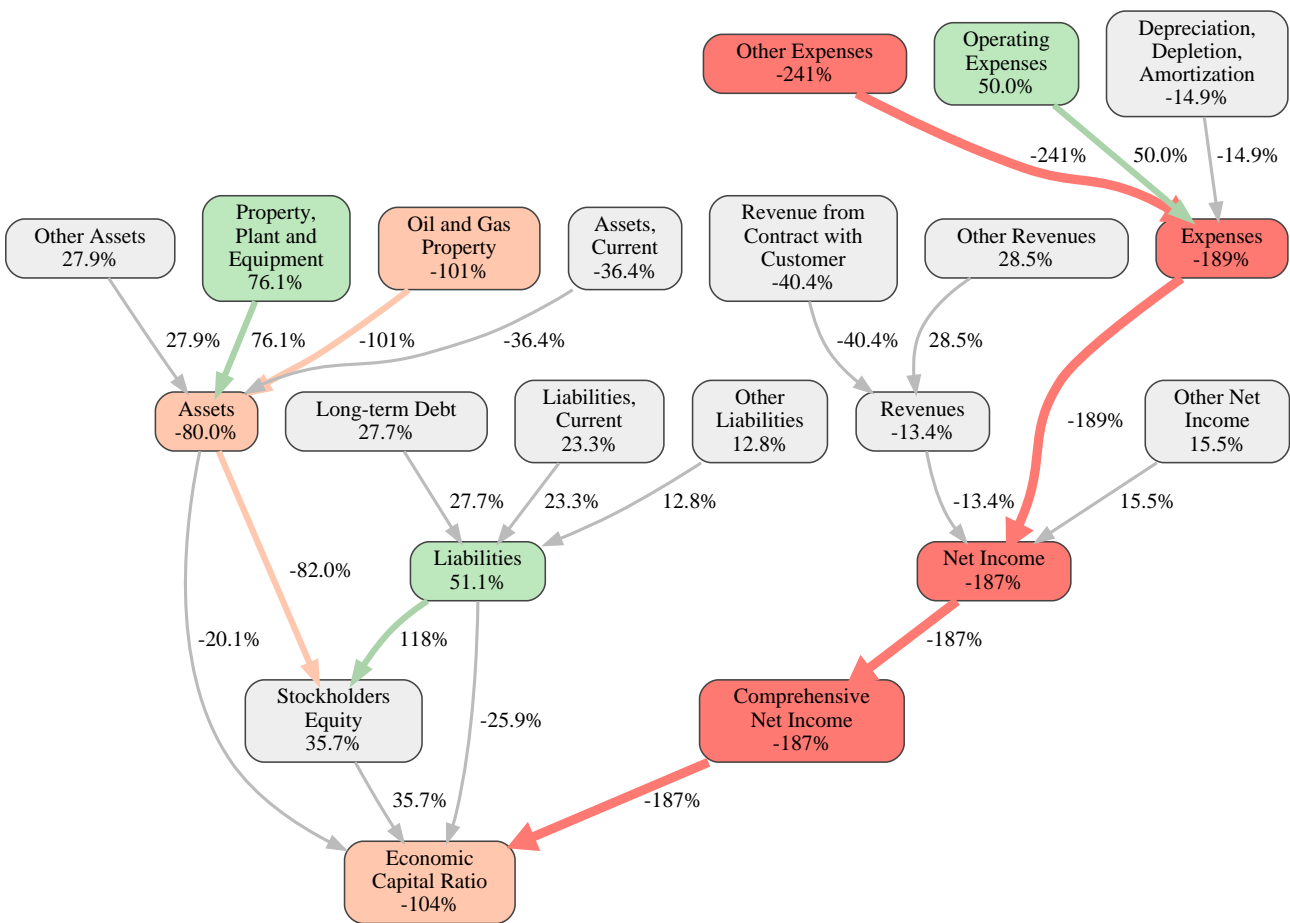 Other Expenses
-241%
Operating
Expenses
50.0%
Depreciation,
Depletion,
Amortization
-14.9%
-241%
50.0%
-14.9%
Other Assets
27.9%
Property,
Plant and
Equipment
76.1%
Oil and Gas
Property
-101%
Assets,
Current
-36.4%
Revenue from
Contract with
Customer
-40.4%
Other Revenues
28.5%
Expenses
-189%
27.9%
76.1%
-101%
-36.4%
-40.4%
28.5%
-189%
Assets
-80.0%
Long-term Debt
27.7%
Liabilities,
Current
23.3%
Other
Liabilities
12.8%
Revenues
-13.4%
Other Net
Income
15.5%
27.7%
23.3%
12.8%
-13.4%
15.5%
-82.0%
Liabilities
51.1%
Net Income
-187%
-20.1%
118%
-187%
-25.9%
Stockholders
Equity
35.7%
Comprehensive
Net Income
-187%
35.7%
-187%
Economic
Capital Ratio
-104%